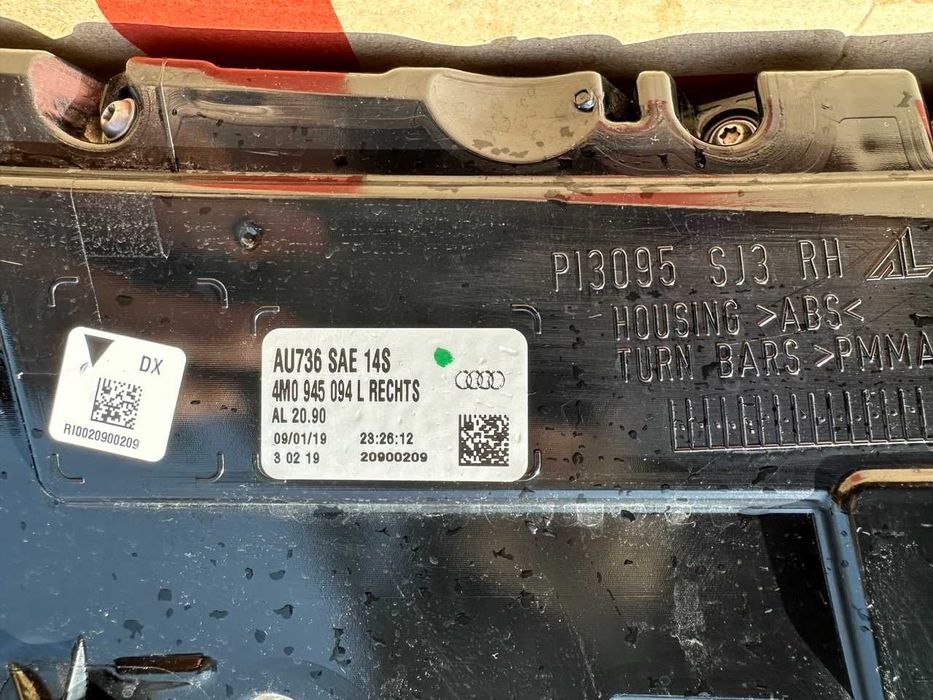 PI3095 SJ3 RH AL
HOUSING >ABS<
TURN BARS >PMMA
DX
RI0020900209
AU736 SAE 14S
4M0 945 094 L RECHTS
AL 20.90
09/01/19 23:26:12
3 02 19 20900209